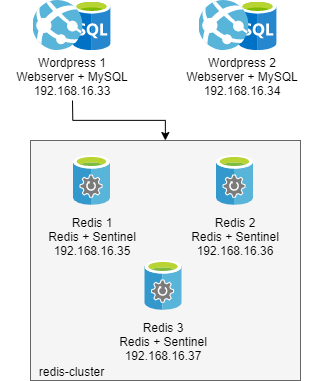 SQL
SQL
Wordpress 1
Webserver + MySQL
192.168.16.33
Wordpress 2
Webserver + MySQL
192.168.16.34
Redis 1
Redis + Sentinel
192.168.16.35
Redis 2
Redis + Sentinel
192.168.16.36
Redis 3
Redis + Sentinel
192.168.16.37
redis-cluster